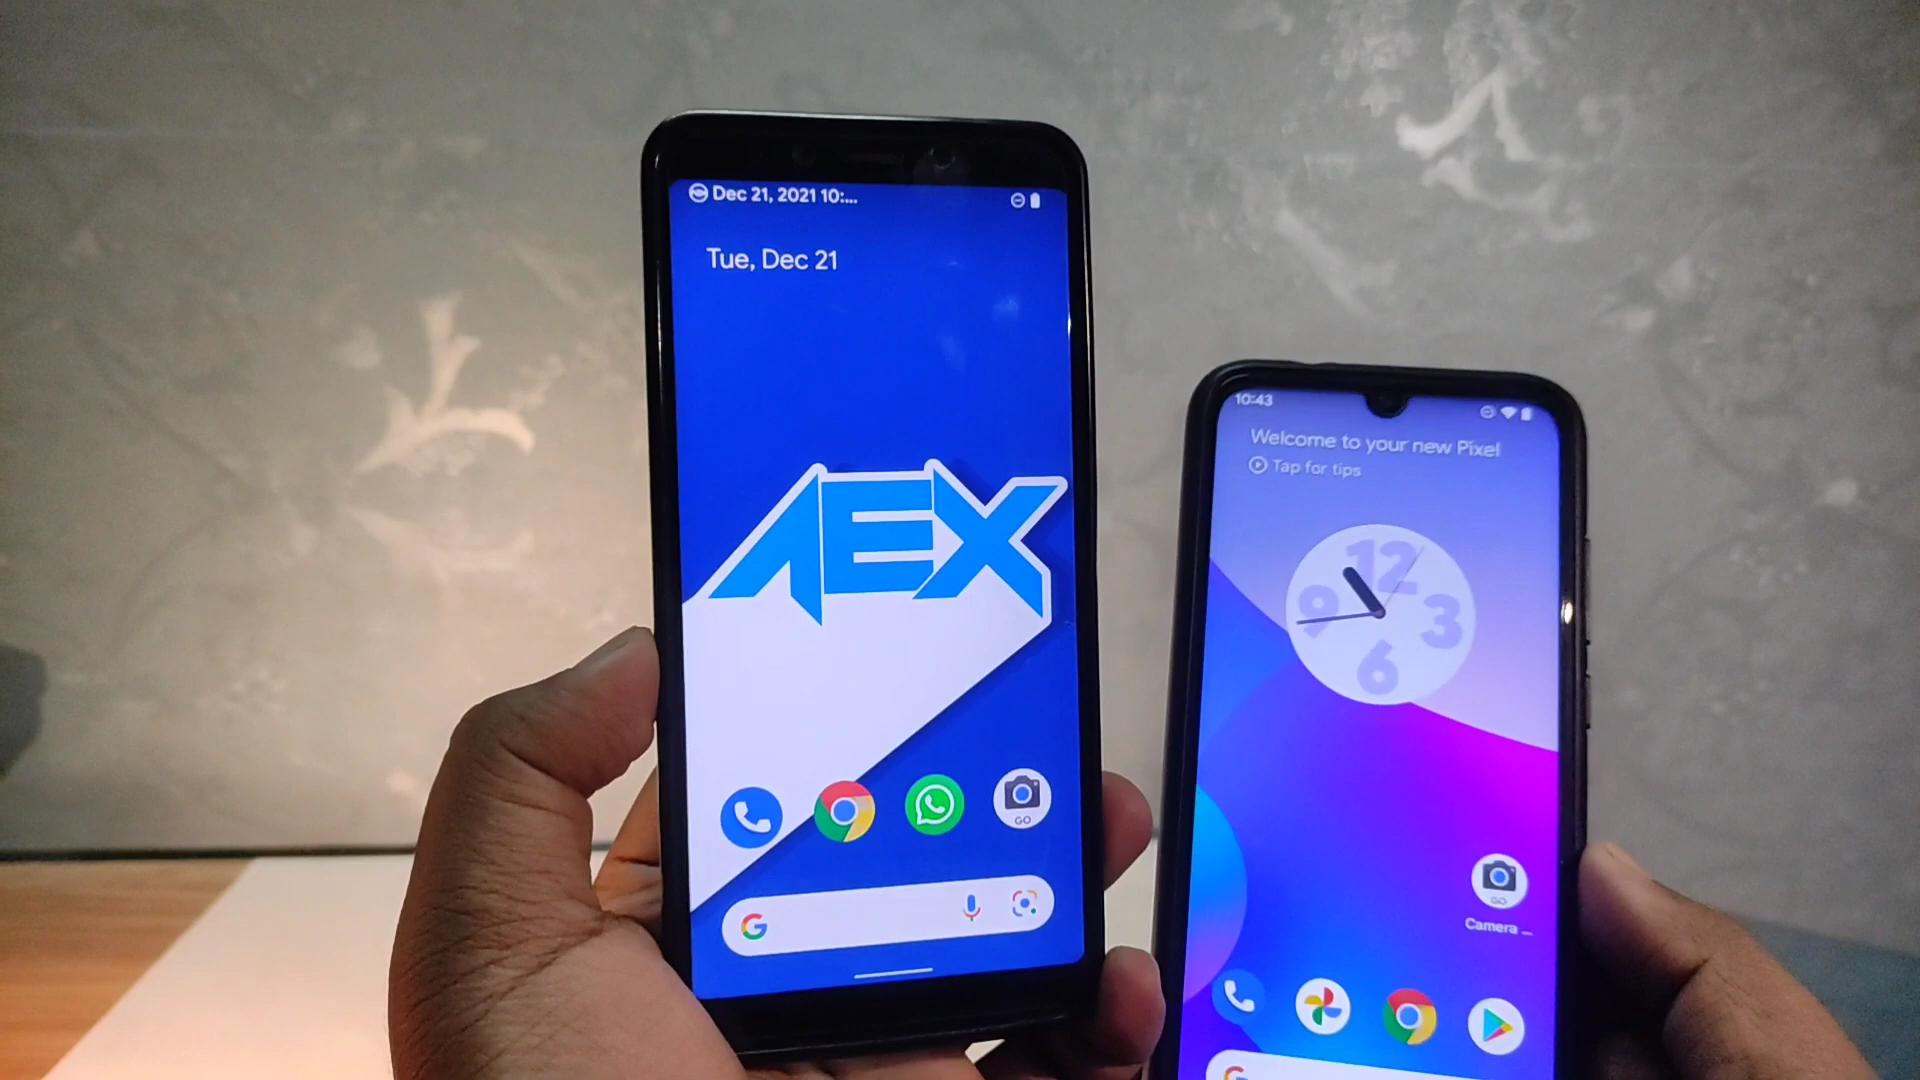 Dec 21, 2021 10:...
Tue, Dec 21
AEX
GO
10:43
Welcome to your new Pixel
Tap for tips
12
9
3
6
GO
Camera ...